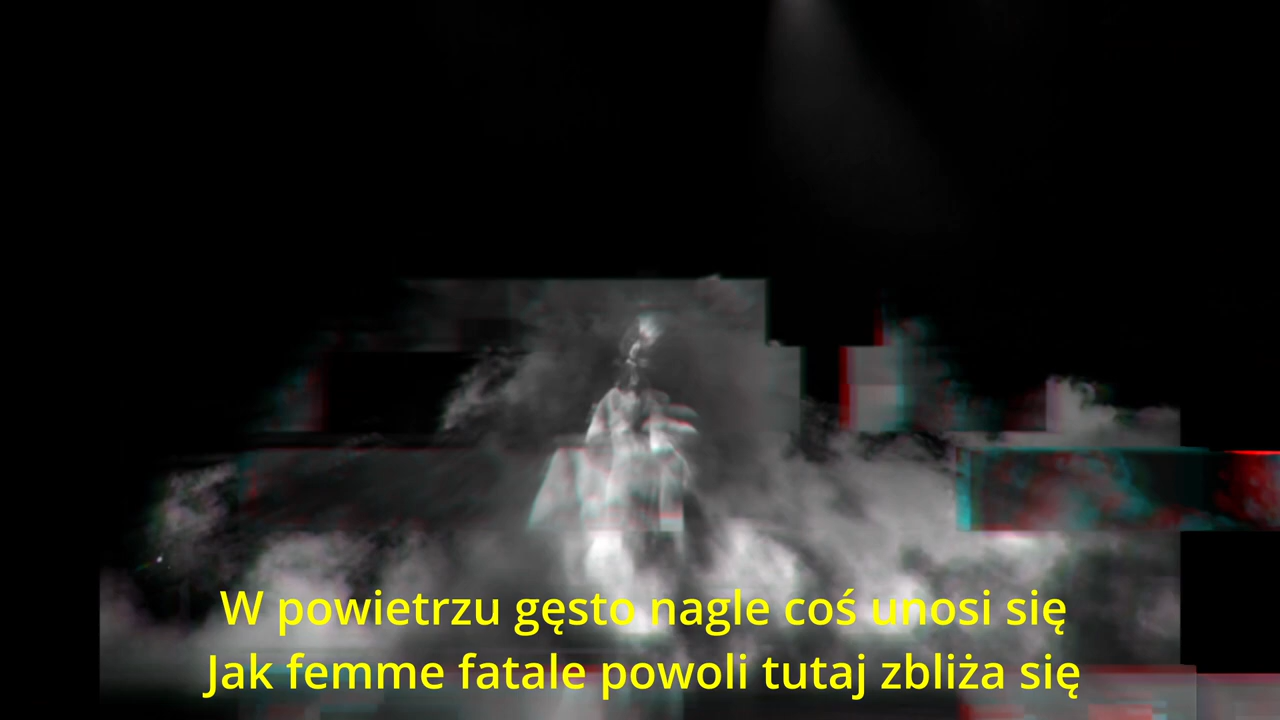 W powietrzu gęsto nagle coś unosi się
Jak femme fatale powoli tutaj zbliża się